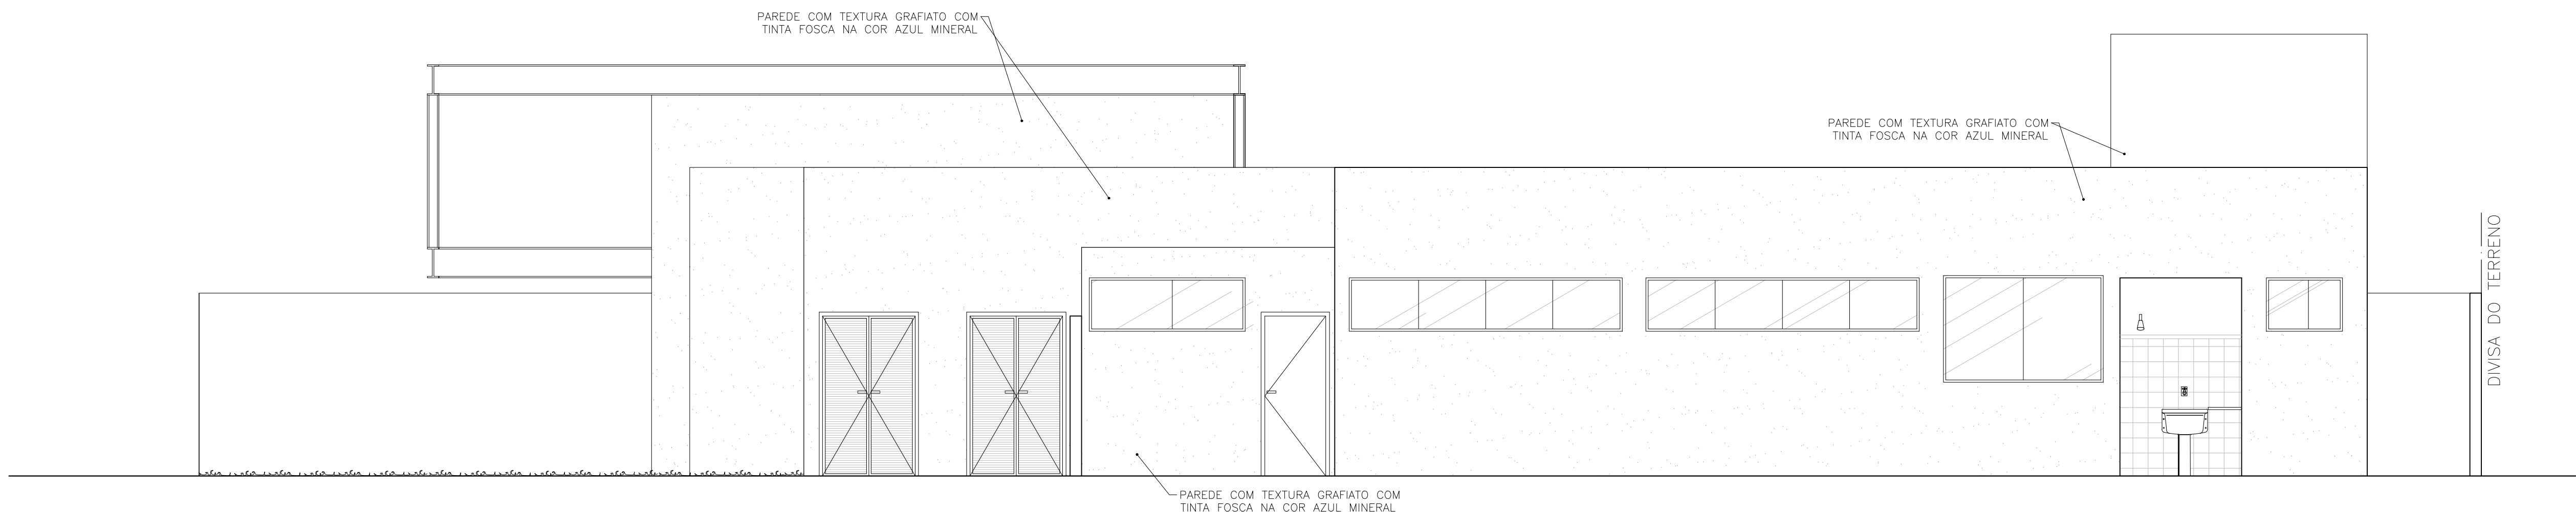 PAREDE COM TEXTURA GRAFIATO COM
TINTA FOSCA NA COR AZUL MINERAL
PAREDE COM TEXTURA GRAFIATO COM
TINTA FOSCA NA COR AZUL MINERAL
DIVISA DO TERRENO
PAREDE COM TEXTURA GRAFIATO COM
TINTA FOSCA NA COR AZUL MINERAL